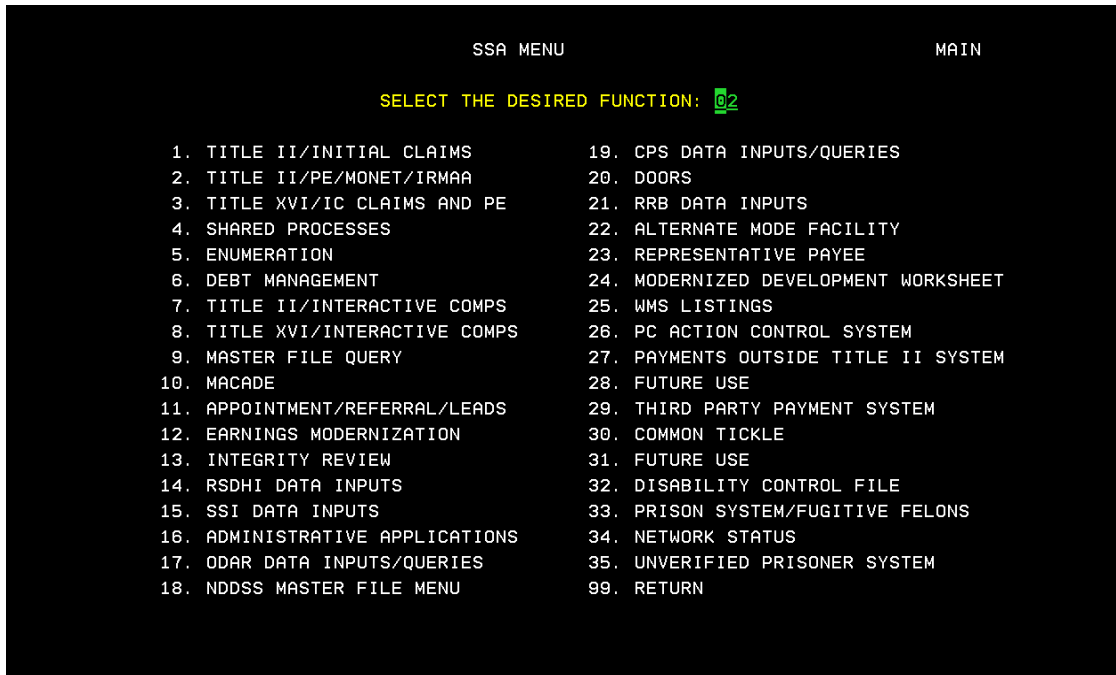 SSA MENU MAIN
SELECT THE DESIRED FUNCTION: 02
1. TITLE II/INITIAL CLAIMS 19. CPS DATA INPUTS/QUERIES
2. TITLE II/PE/MONET/IRMAA 20. DOORS
3. TITLE XVI/IC CLAIMS AND PE 21. RRB DATA INPUTS
4. SHARED PROCESSES 22. ALTERNATE MODE FACILITY
5. ENUMERATION 23. REPRESENTATIVE PAYEE
6. DEBT MANAGEMENT 24. MODERNIZED DEVELOPMENT WORKSHEET
7. TITLE II/INTERACTIVE COMPS 25. WMS LISTINGS
8. TITLE XVI/INTERACTIVE COMPS 26. PC ACTION CONTROL SYSTEM
9. MASTER FILE QUERY 27. PAYMENTS OUTSIDE TITLE II SYSTEM
10. MACADE 28. FUTURE USE
11. APPOINTMENT/REFERRAL/LEADS 29. THIRD PARTY PAYMENT SYSTEM
12. EARNINGS MODERNIZATION 30. COMMON TICKLE
13. INTEGRITY REVIEW 31. FUTURE USE
14. RSDHI DATA INPUTS 32. DISABILITY CONTROL FILE
15. SSI DATA INPUTS 33. PRISON SYSTEM/FUGITIVE FELONS
16. ADMINISTRATIVE APPLICATIONS 34. NETWORK STATUS
17. ODAR DATA INPUTS/QUERIES 35. UNVERIFIED PRISONER SYSTEM
18. NDDSS MASTER FILE MENU 99. RETURN